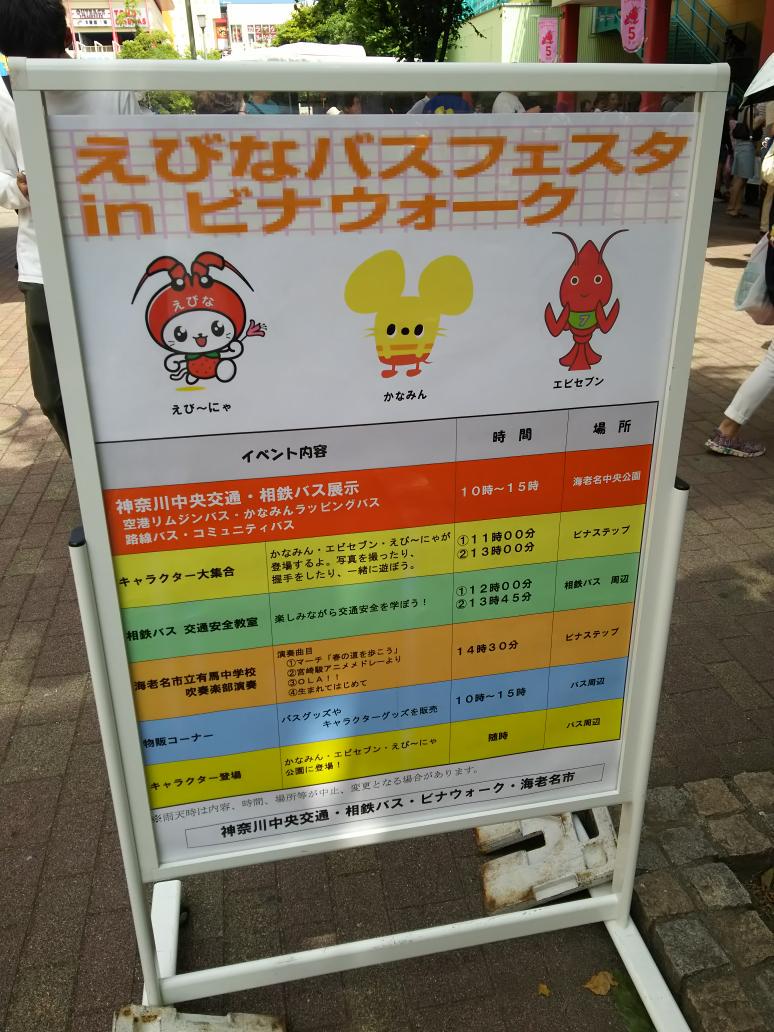 5
5
えびなバスフェスタ
in ビナウォーク
えびな
7
えび～にゃ
かなみん
エビセブン
イベント内容
時 間
場 所
神奈川中央交通・相鉄バス展示
空港リムジンバス・かなみんラッピングバス
路線バス・コミュニティバス
10時～15時
海老名中央公園
キャラクター大集合
かなみん・エビセブン・えび～にゃが
登場するよ。写真を撮ったり、
握手をしたり、一緒に遊ぼう。
①11時00分
②13時00分
ビナステップ
相鉄バス 交通安全教室
楽しみながら交通安全を学ぼう！
①12時00分
②13時45分
相鉄バス 周辺
海老名市立有馬中学校
吹奏楽部演奏
演奏曲目
①マーチ「春の道を歩こう」
②宮崎駿アニメメドレーより
③OLA！！
④生まれてはじめて
14時30分
ビナステップ
物販コーナー
バスグッズや
キャラクターグッズを販売
10時～15時
バス周辺
キャラクター登場
かなみん・エビセブン・えび～にゃ
公園に登場！
随時
バス周辺
※雨天時は内容、時間、場所等が中止、変更となる場合があります。
神奈川中央交通・相鉄バス・ビナウォーク・海老名市